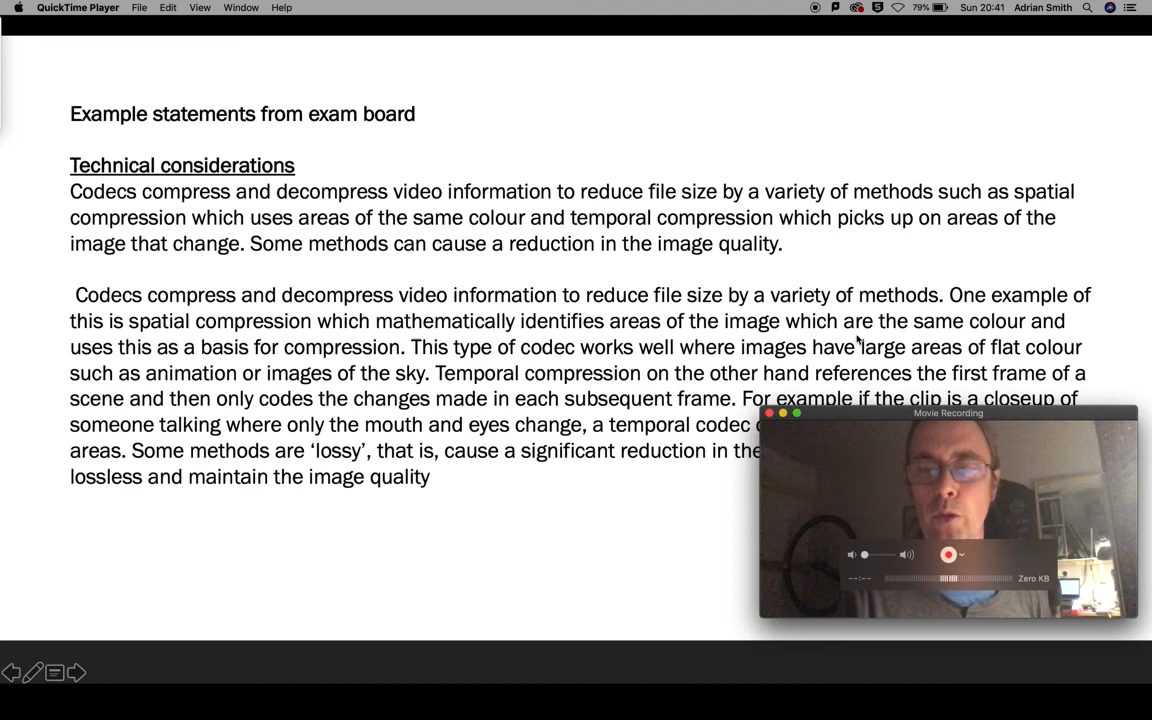 QuickTime Player File Edit View Window Help 79% Sun 20:41 Adrian Smith
Example statements from exam board
Technical considerations
Codecs compress and decompress video information to reduce file size by a variety of methods such as spatial
compression which uses areas of the same colour and temporal compression which picks up on areas of the
image that change. Some methods can cause a reduction in the image quality.
Codecs compress and decompress video information to reduce file size by a variety of methods. One example of
this is spatial compression which mathematically identifies areas of the image which are the same colour and
uses this as a basis for compression. This type of codec works well where images have large areas of flat colour
such as animation or images of the sky. Temporal compression on the other hand references the first frame of a
scene and then only codes the changes made in each subsequent frame. For example if the clip is a closeup of
someone talking where only the mouth and eyes change, a temporal codec
areas. Some methods are ‘lossy’, that is, cause a significant reduction in the
lossless and maintain the image quality
Movie Recording
--:-- Zero KB